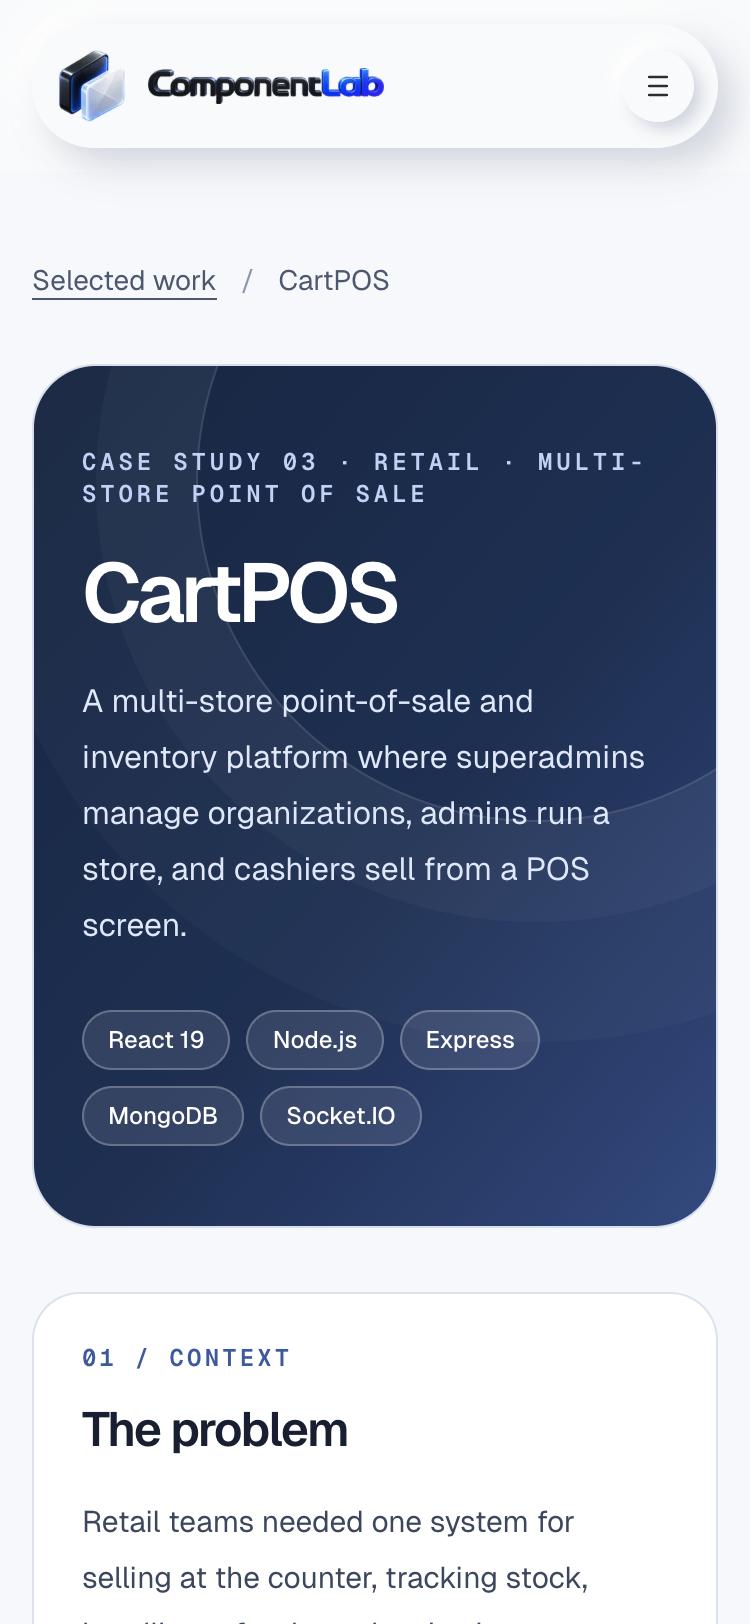 ComponentLab
Selected work / CartPOS
CASE STUDY 03 · RETAIL · MULTI-
STORE POINT OF SALE
CartPOS
A multi-store point-of-sale and
inventory platform where superadmins
manage organizations, admins run a
store, and cashiers sell from a POS
screen.
React 19 Node.js Express
MongoDB Socket.IO
01 / CONTEXT
The problem
Retail teams needed one system for
selling at the counter, tracking stock,